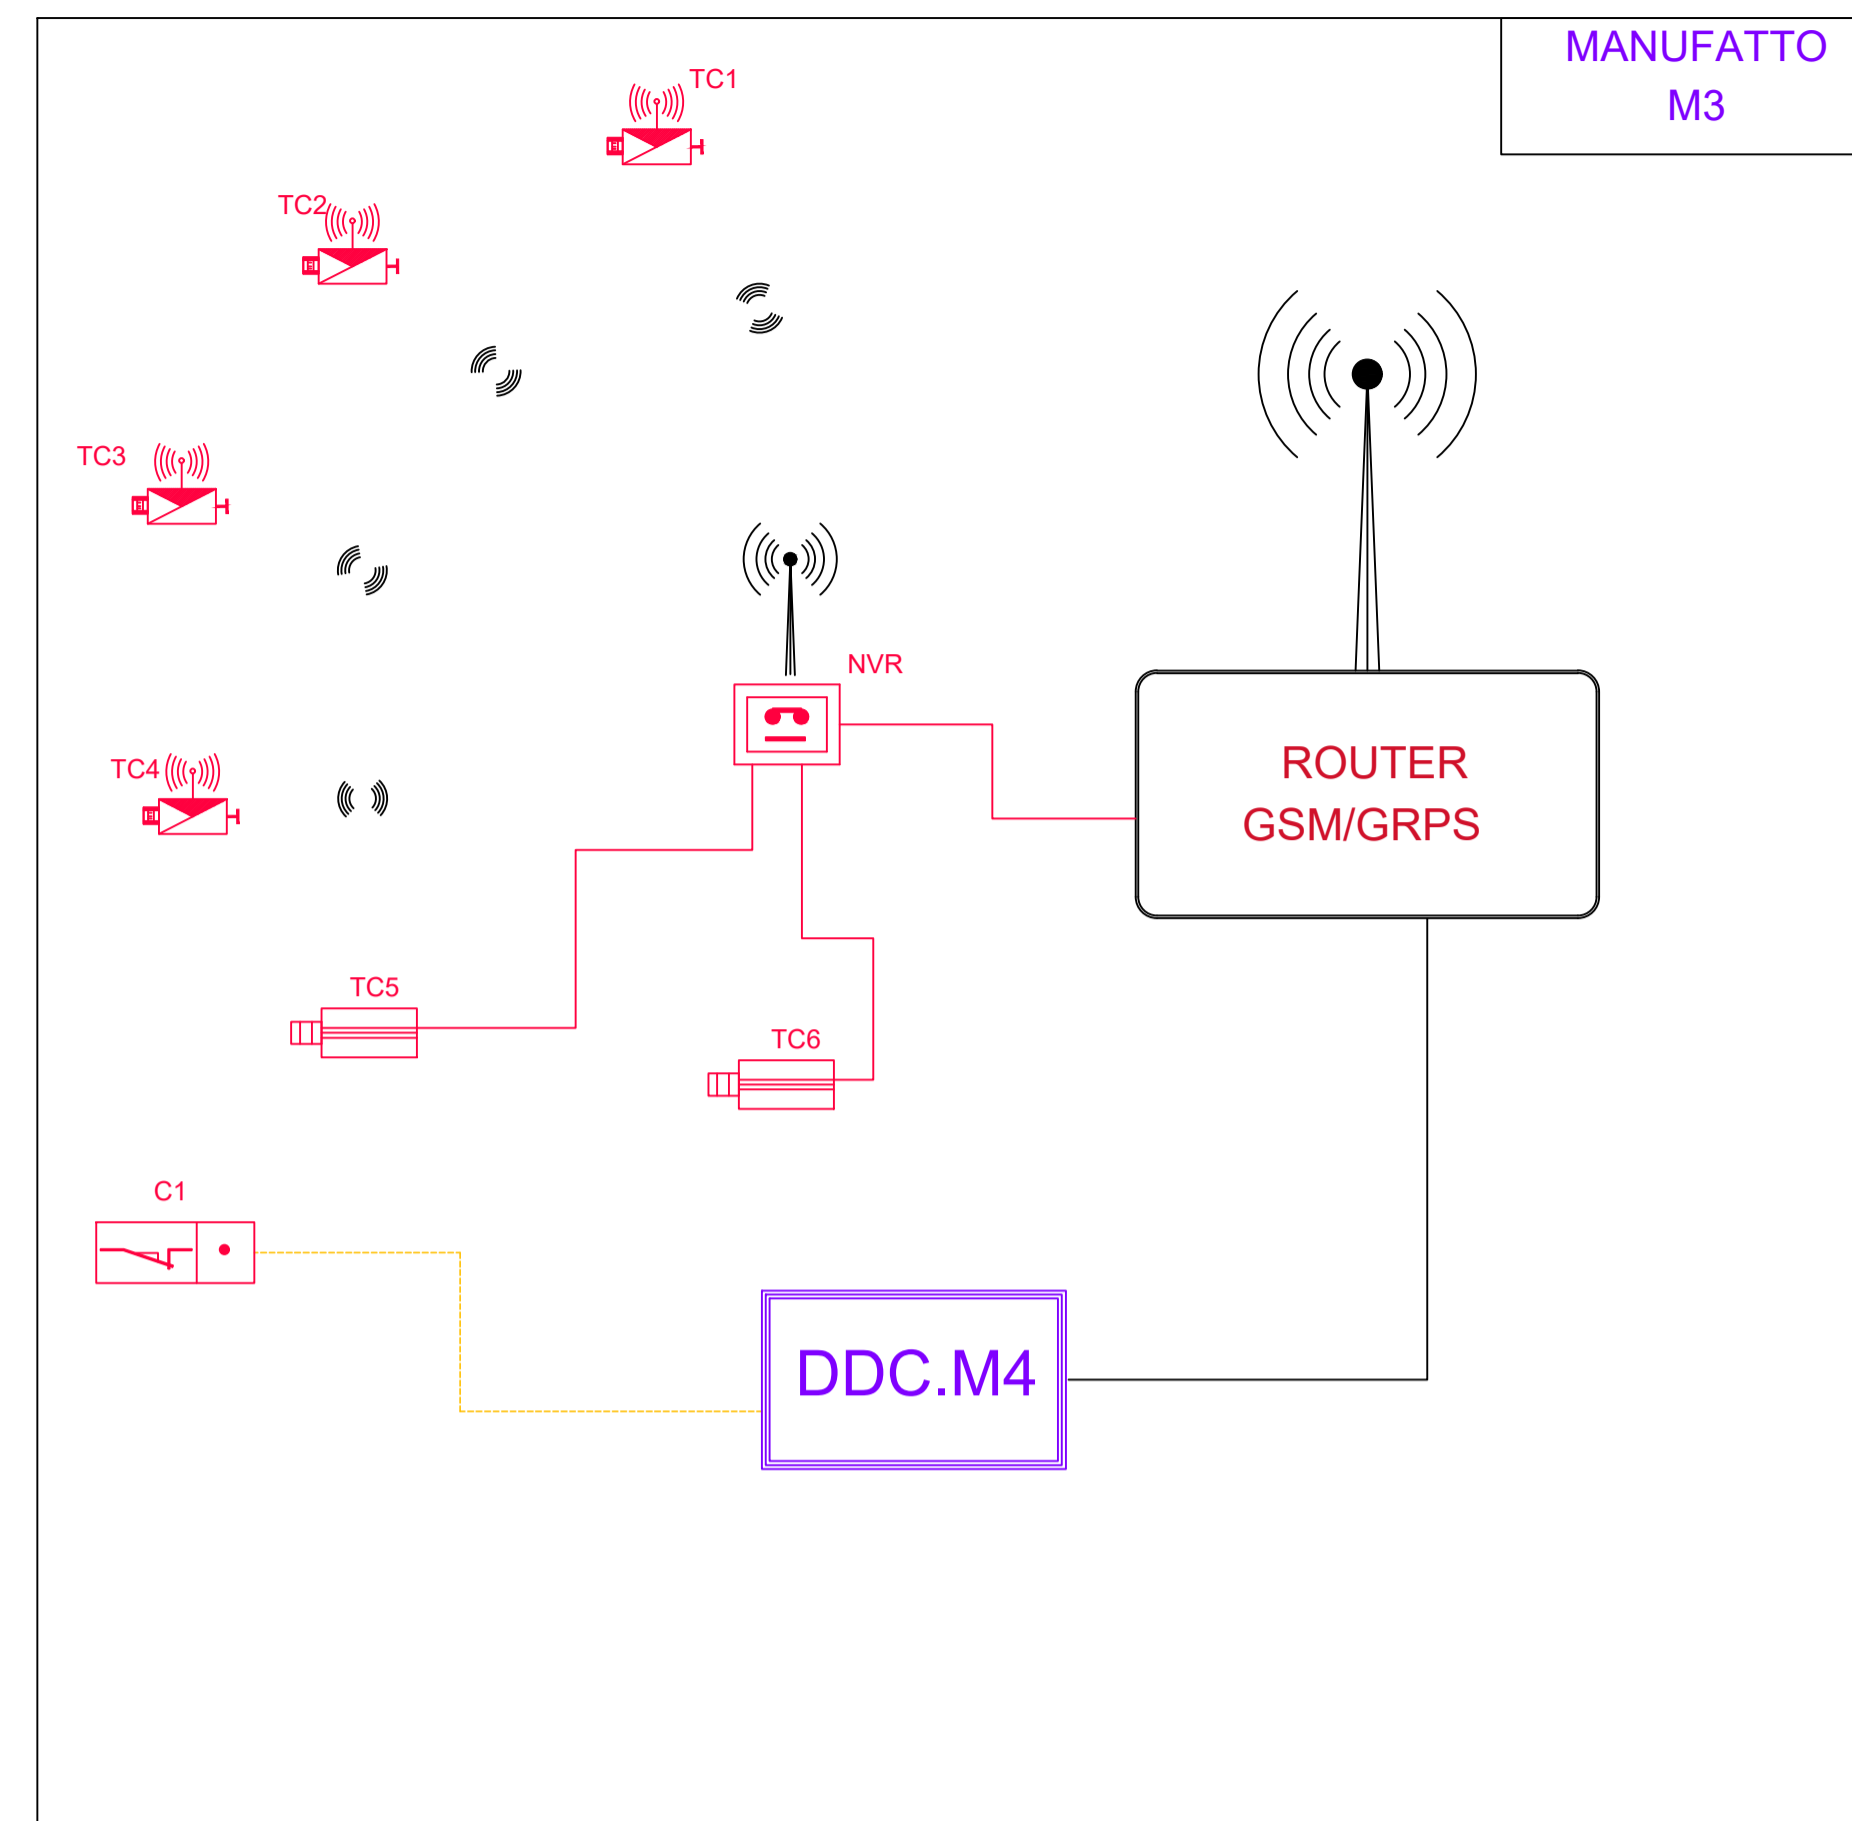 MANUFATTO
M3
TC1
TC2
TC3
NVR
ROUTER
GSM/GRPS
TC4
TC5
TC6
C1
DDC.M4